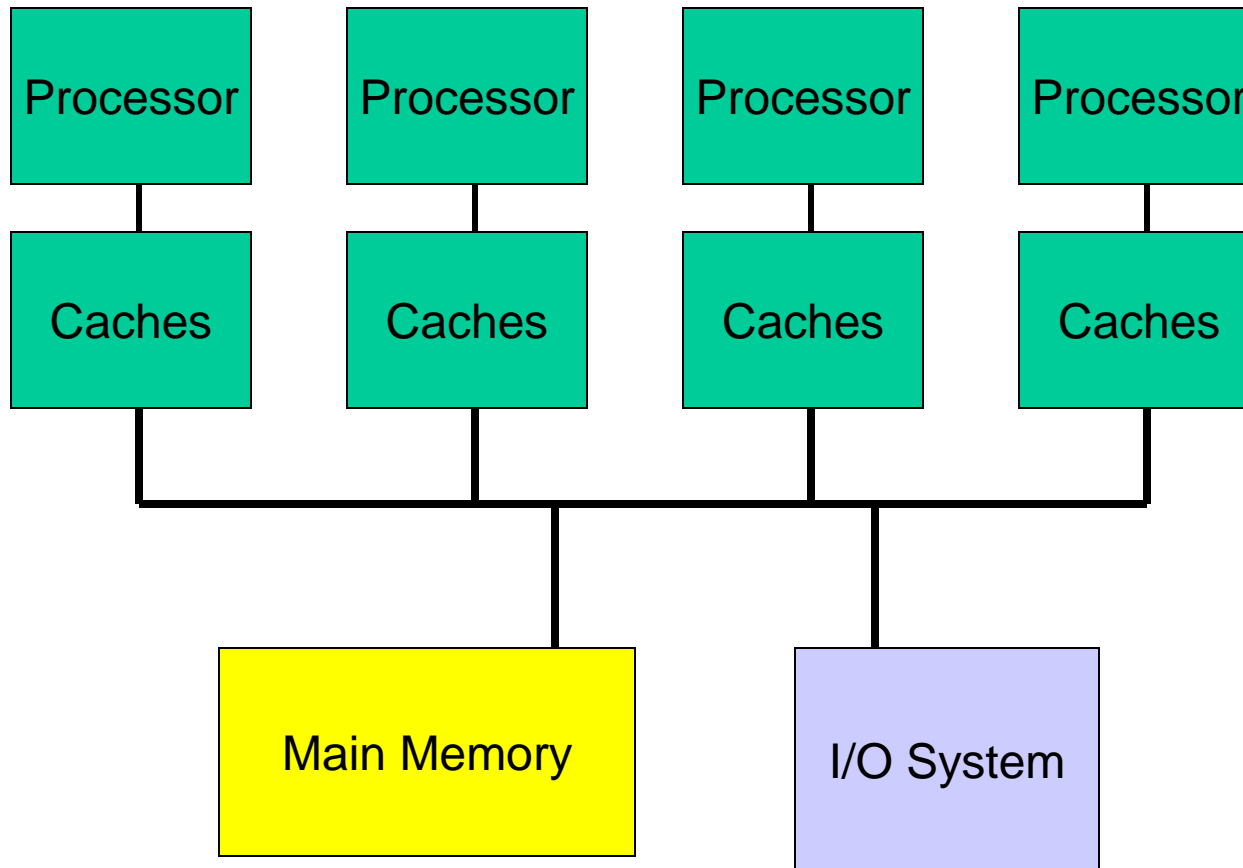 Processor
Processor
Processor
Processor
Caches
Caches
Caches
Caches
Main Memory
I/O System